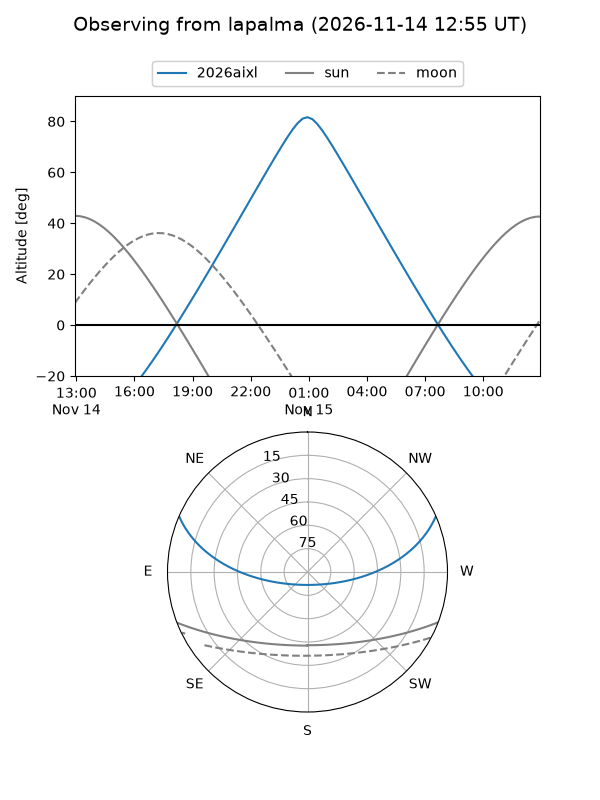 Observing from lapalma (2026-11-14 12:55 UT)
2026aixl sun moon
Altitude [deg]
80
60
40
20
0
−20
13:00 16:00 19:00 22:00 01:00 04:00 07:00 10:00
Nov 14 Nov 15
N
NE NW
15
30
45
60
75
E W
SE SW
S